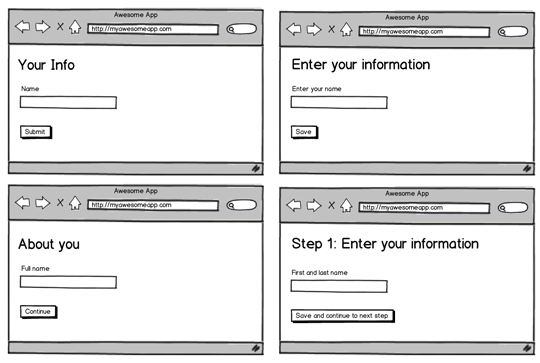 Awesome App
X
http://myawesomeapp.com
Your Info
Name
Submit
Awesome App
X
http://myawesomeapp.com
Enter your information
Enter your name
Save
Awesome App
X
http://myawesomeapp.com
About you
Full name
Continue
Awesome App
X
http://myawesomeapp.com
Step 1: Enter your information
First and last name
Save and continue to next step